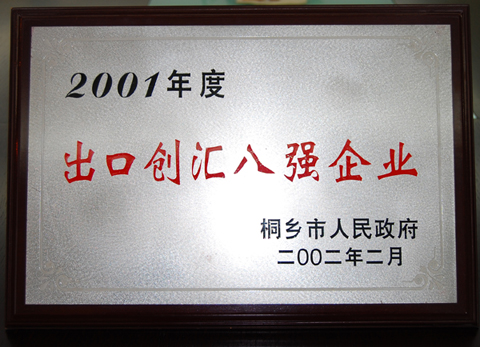 2001年度
出口创汇八强企业
桐乡市人民政府
二00二年二月